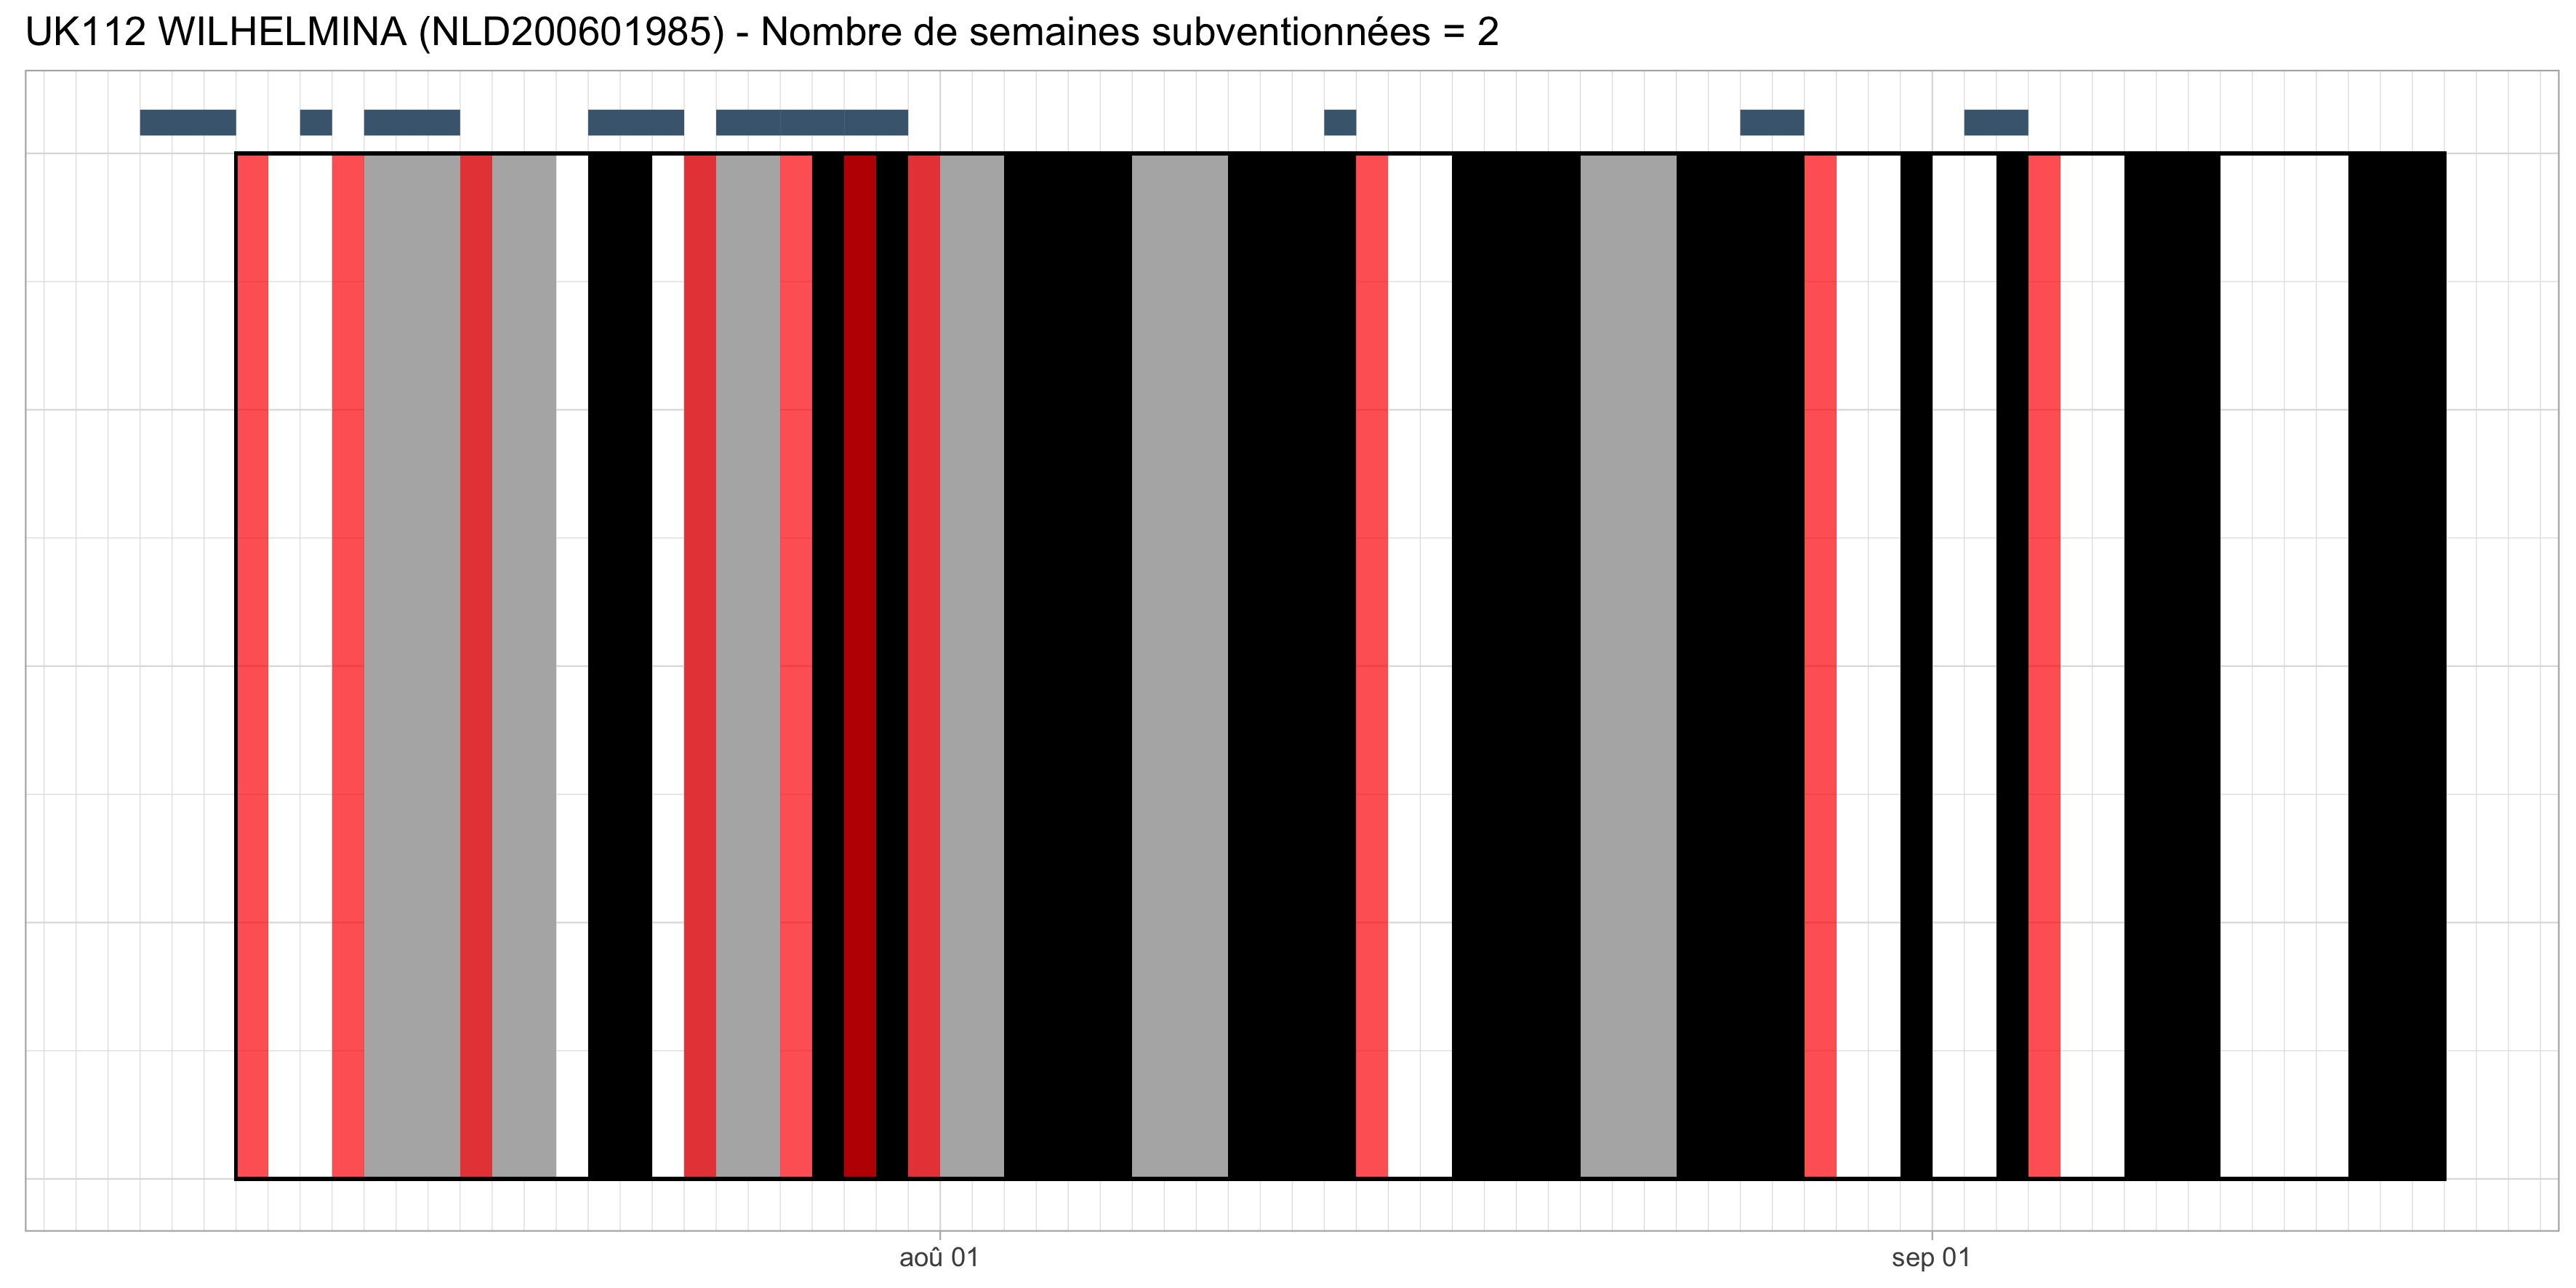 UK112 WILHELMINA (NLD200601985) - Nombre de semaines subventionnées = 2
aoû 01
sep 01